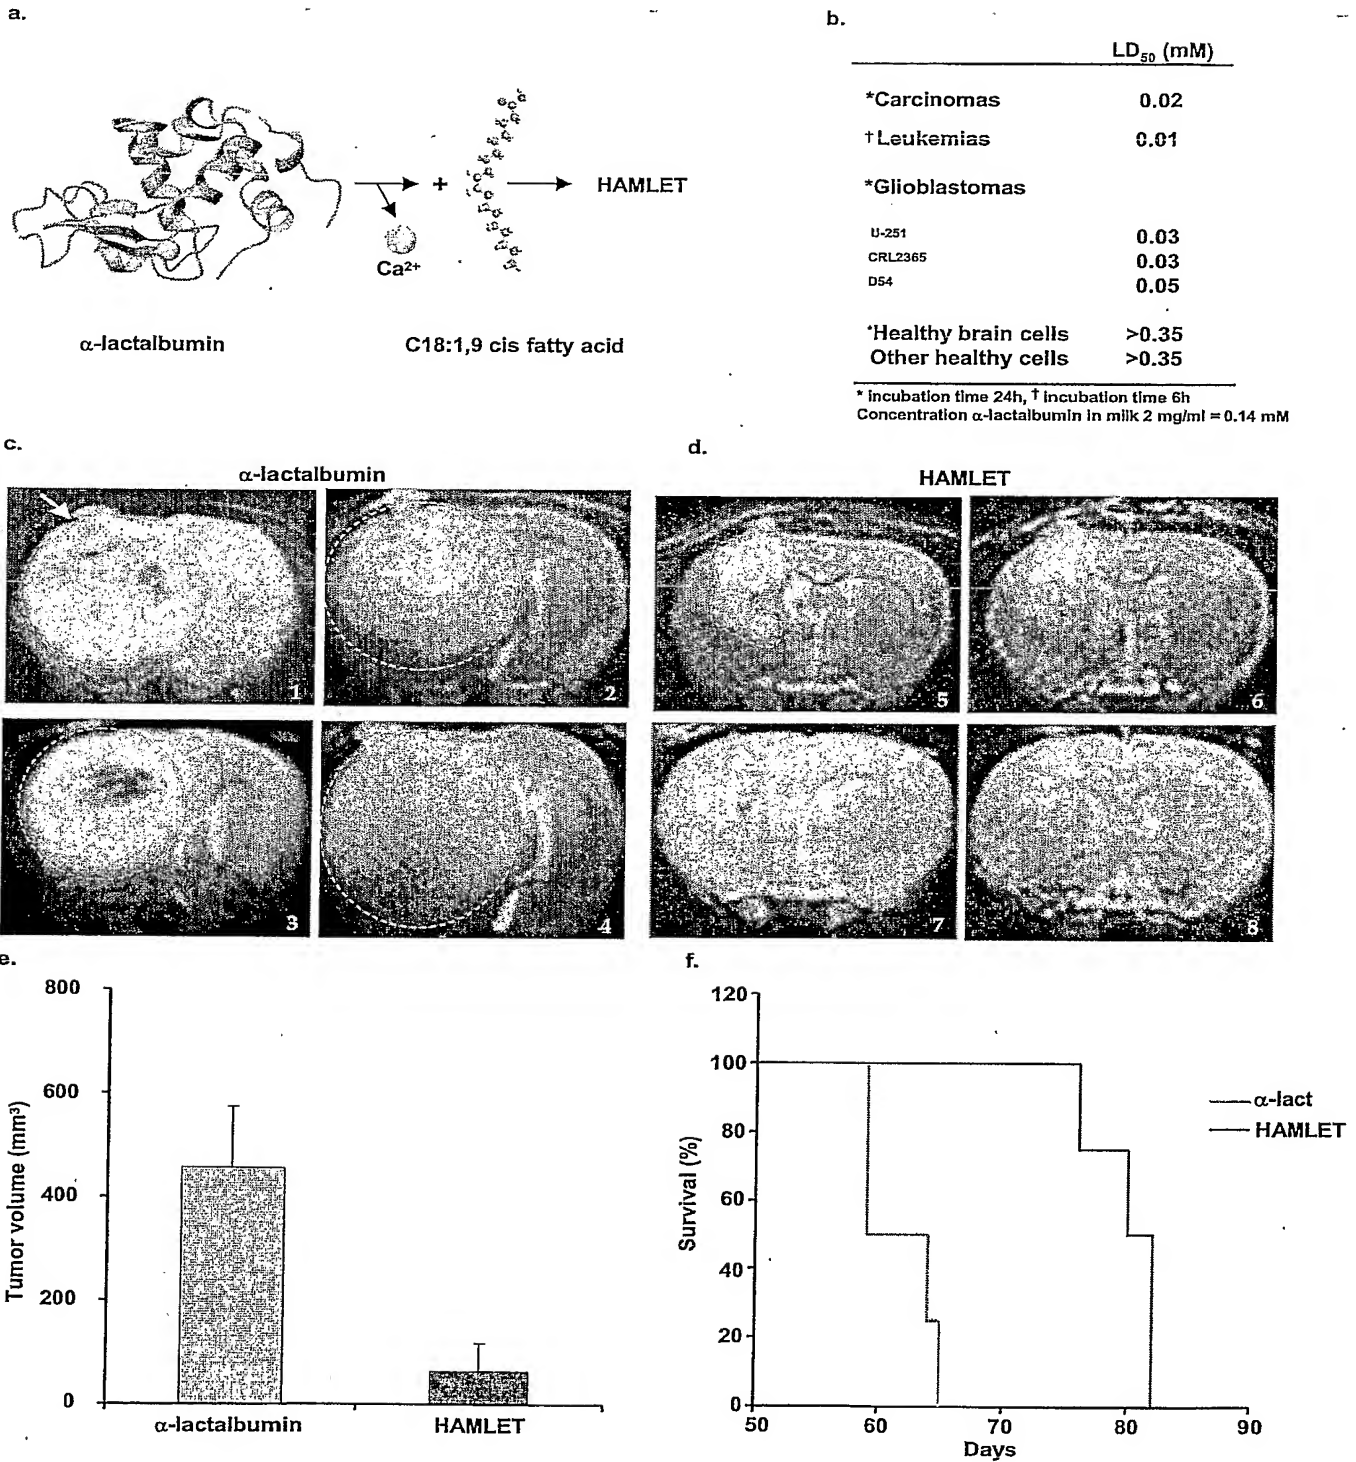 a.
Ca2+
+
HAMLET
α-lactalbumin
C18:1,9 cis fatty acid
b.
LD50 (mM)
*Carcinomas 0.02
†Leukemias 0.01
*Glioblastomas
U-251 0.03
CRL2365 0.03
D54 0.05
*Healthy brain cells >0.35
Other healthy cells >0.35
* incubation time 24h, † incubation time 6h
Concentration α-lactalbumin in milk 2 mg/ml = 0.14 mM
c.
α-lactalbumin
1
2
3
4
d.
HAMLET
5
6
7
8
e.
Tumor volume (mm3)
800
600
400
200
0
α-lactalbumin
HAMLET
f.
Survival (%)
120
100
80
60
40
20
0
50
60
70
80
90
Days
α-lact
HAMLET